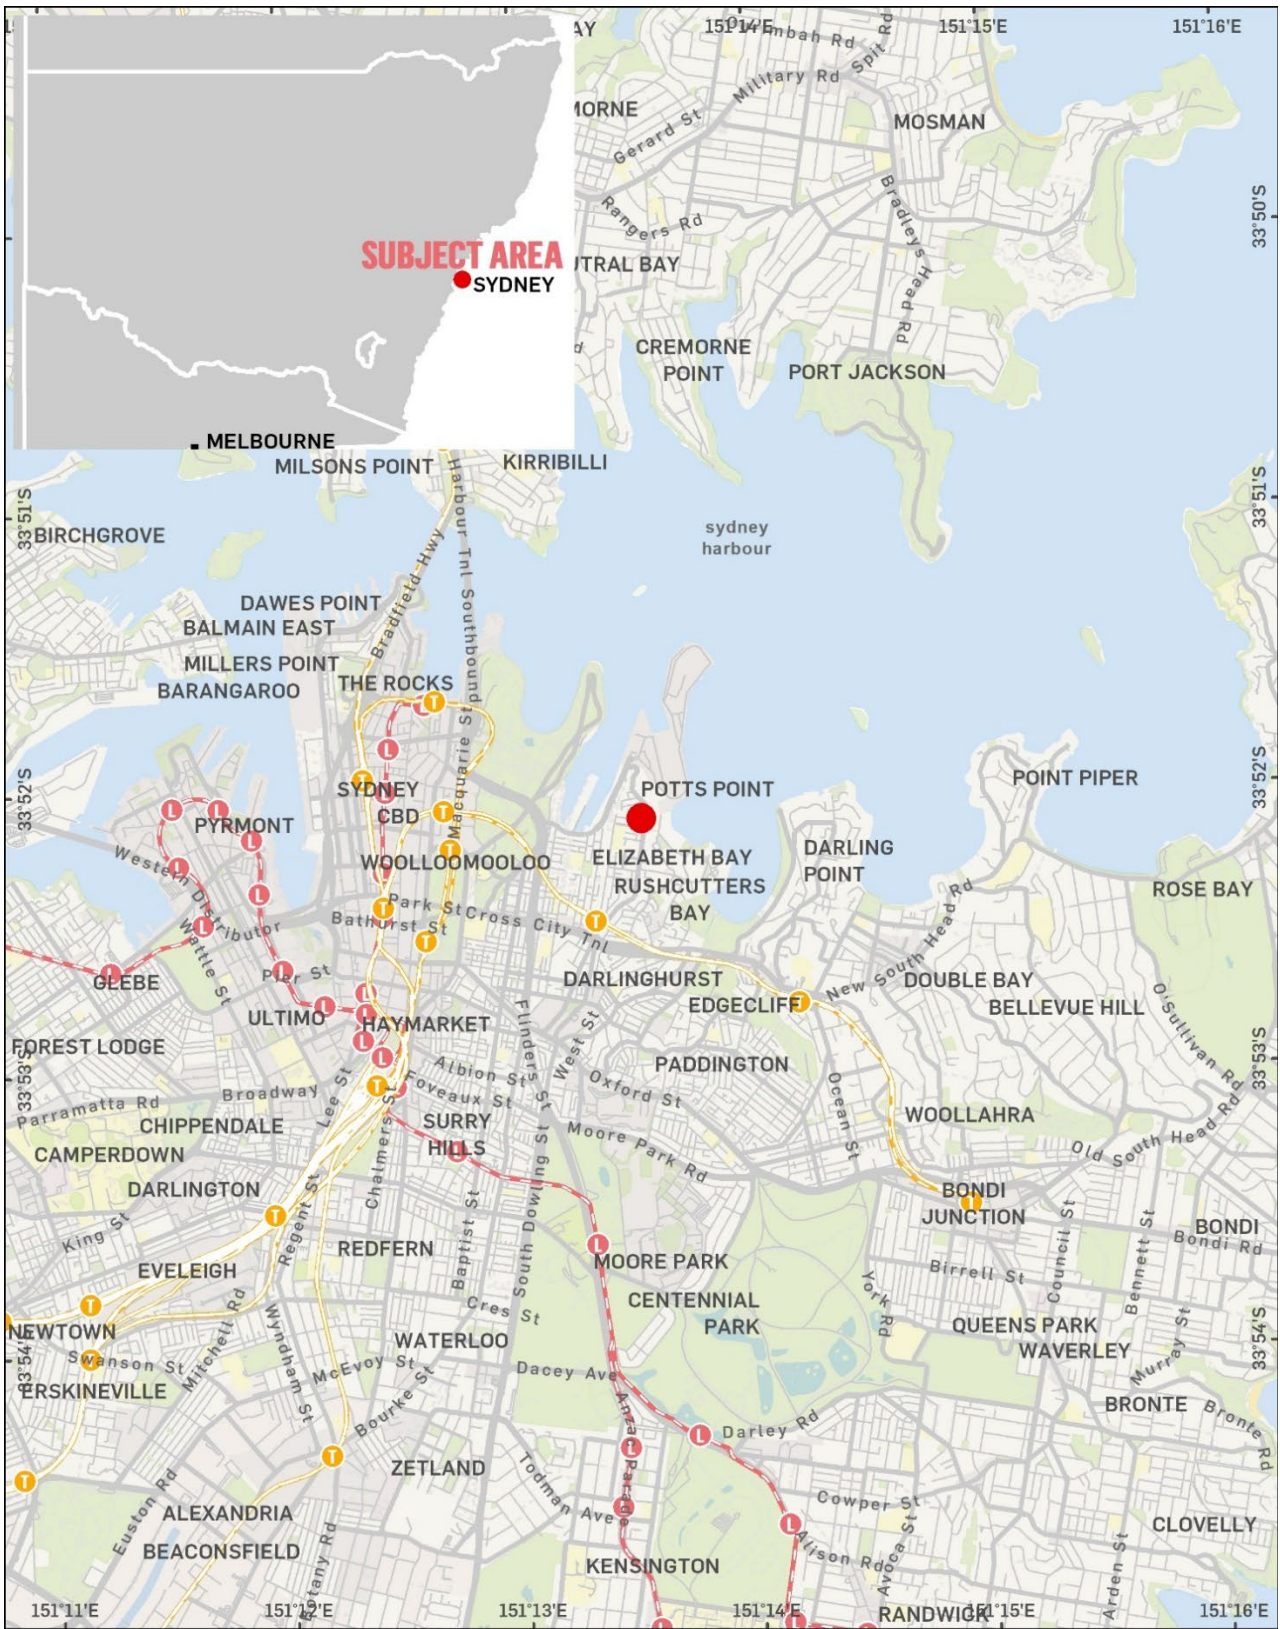 151°14'E
151°15'E
151°16'E
Military Rd
Spit Rd
MOSMAN
Gerard St
Rangers Rd
Bradleys Head Rd
33°50'S
SUBJECT AREA
SYDNEY
MELBOURNE
CREMORNE
POINT
PORT JACKSON
MILSONS POINT
KIRRIBILLI
Harbour Tnl Southbound
33°51'S
33°51'S
BIRCHGROVE
sydney
harbour
Bradfield Hwy
DAWES POINT
BALMAIN EAST
MILLERS POINT
BARANGAROO
THE ROCKS
T
L
Macquarie St
33°52'S
33°52'S
T
SYDNEY
CBD
T
T
L
L
L
PYRMONT
L
L
L
L
POTTS POINT
POINT PIPER
WOOLLOOMOOLOO
ELIZABETH BAY
RUSHCUTTERS
BAY
DARLING
POINT
ROSE BAY
Western Distributor
Wattle St
T
Park St
Bathurst St
Cross City Tnl
T
T
New South Head Rd
L
GLEBE
Pier St
L
L
L
L
L
L
ULTIMO
HAYMARKET
DARLINGHURST
EDGECLIFF
T
DOUBLE BAY
BELLEVUE HILL
O'Sullivan Rd
FOREST LODGE
33°53'S
33°53'S
T
Flinders St
West St
PADDINGTON
Albion St
Foveaux St
Oxford St
Ocean St
WOOLLAHRA
Parramatta Rd
Broadway
Lee St
Chalmers St
CHIPPENDALE
CAMPERDOWN
SURRY
HILLS
L
Moore Park Rd
Old South Head Rd
DARLINGTON
King St
T
Regent St
Baptist St
South Dowling St
BONDI
JUNCTION
T
Council St
Bennett St
BONDI
Bondi Rd
REDFERN
EVELEIGH
L
MOORE PARK
CENTENNIAL
PARK
York Rd
Birrell St
T
NEWTOWN
Mitchell Rd
Wyndham St
Cres St
WATERLOO
QUEENS PARK
WAVERLEY
Murray St
33°54'S
33°54'S
T
Swanson St
ERSKINEVILLE
McEvoy St
Bourke St
Dacey Ave
Anzac Parade
BRONTE
Bronte Rd
T
T
ZETLAND
L
L
Darley Rd
Todman Ave
L
Cowper St
L
Euston Rd
ALEXANDRIA
BEACONSFIELD
Botany Rd
KENSINGTON
Alison Rd
Avoca St
Arden St
CLOVELLY
RANDWICK
151°11'E
151°12'E
151°13'E
151°14'E
151°15'E
151°16'E